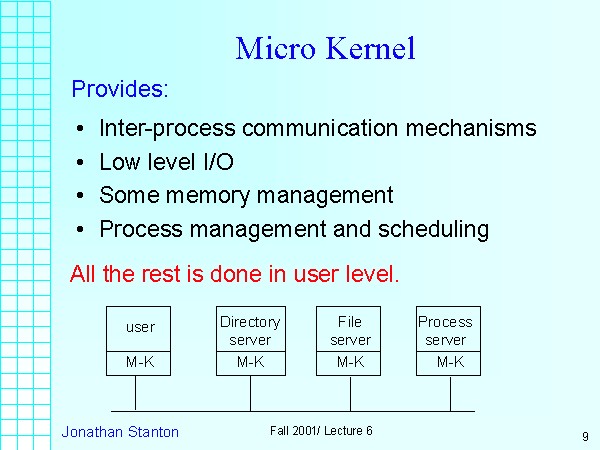 Micro Kernel
Provides:
• Inter-process communication mechanisms
• Low level I/O
• Some memory management
• Process management and scheduling
All the rest is done in user level.
user
M-K
Directory
server
M-K
File
server
M-K
Process
server
M-K
Jonathan Stanton
Fall 2001/ Lecture 6
9